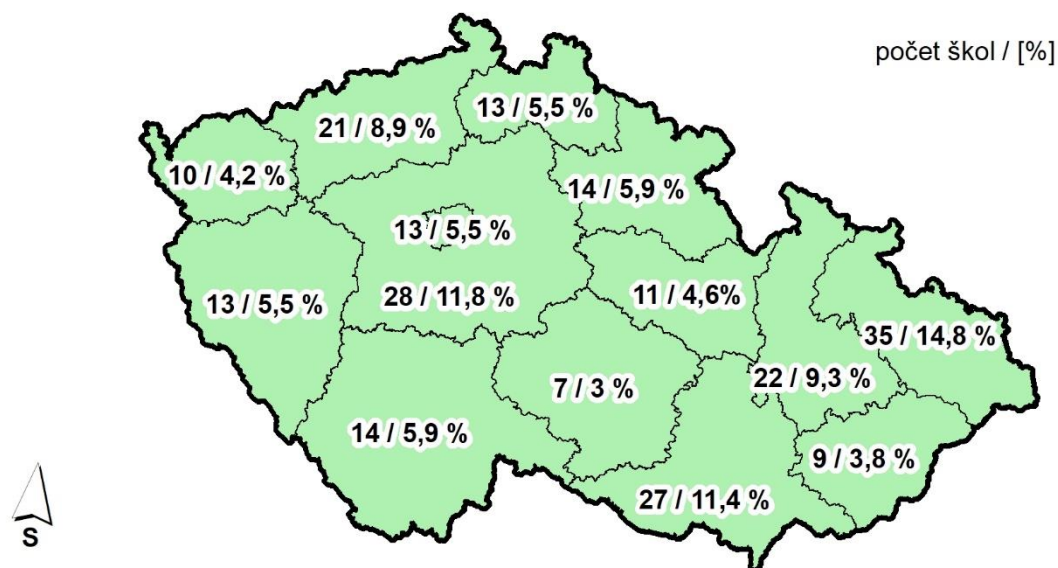 počet škol / [%]
13 / 5,5 %
21 / 8,9 %
10 / 4,2 %
14 / 5,9 %
13 / 5,5 %
13 / 5,5 %
28 / 11,8 %
11 / 4,6%
35 / 14,8 %
7 / 3 %
22 / 9,3 %
14 / 5,9 %
9 / 3,8 %
27 / 11,4 %
S